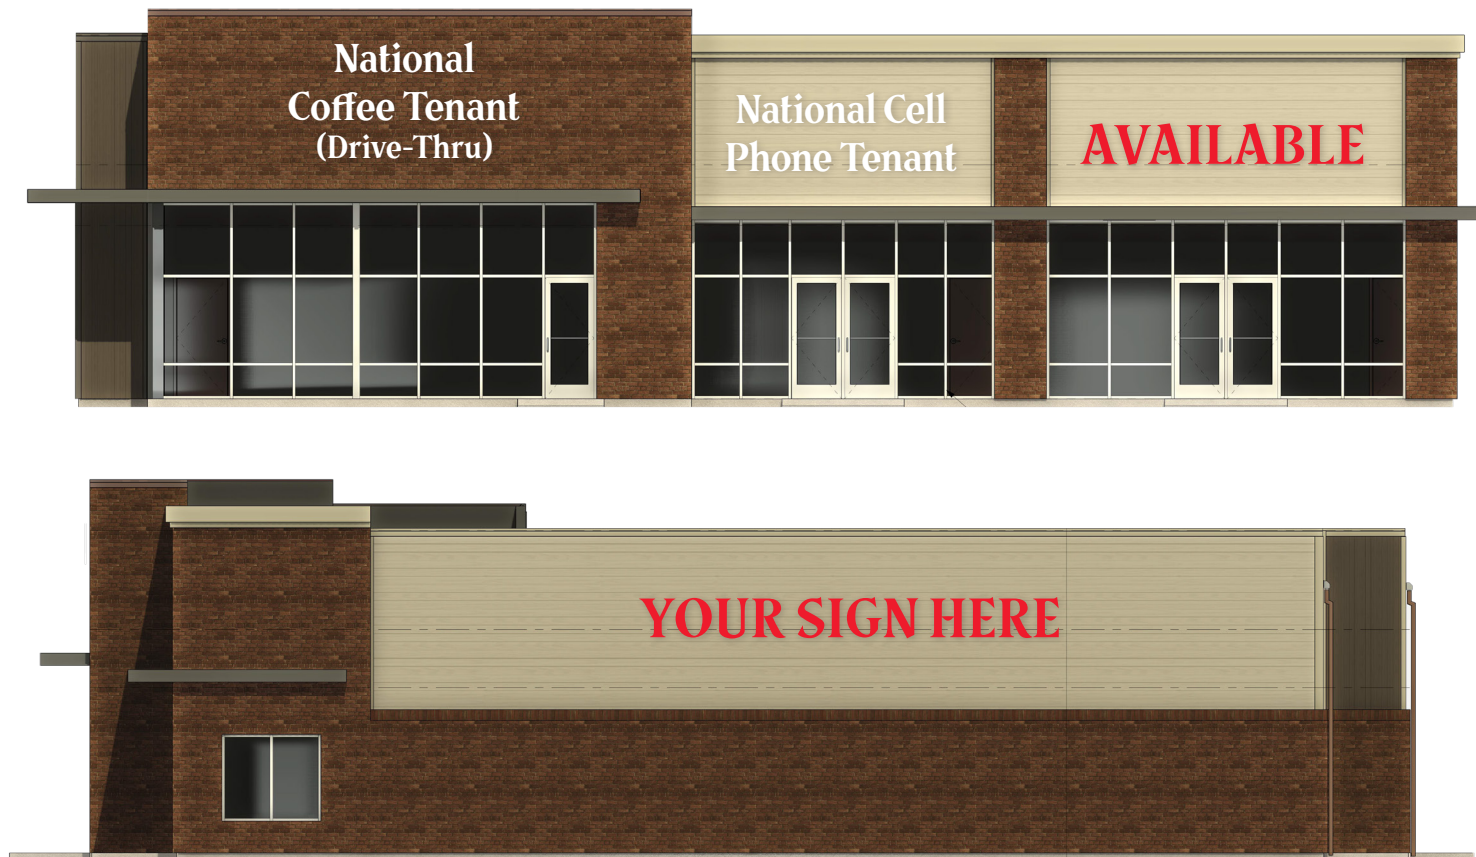 National
Coffee Tenant
(Drive-Thru)
National Cell
Phone Tenant
AVAILABLE
YOUR SIGN HERE